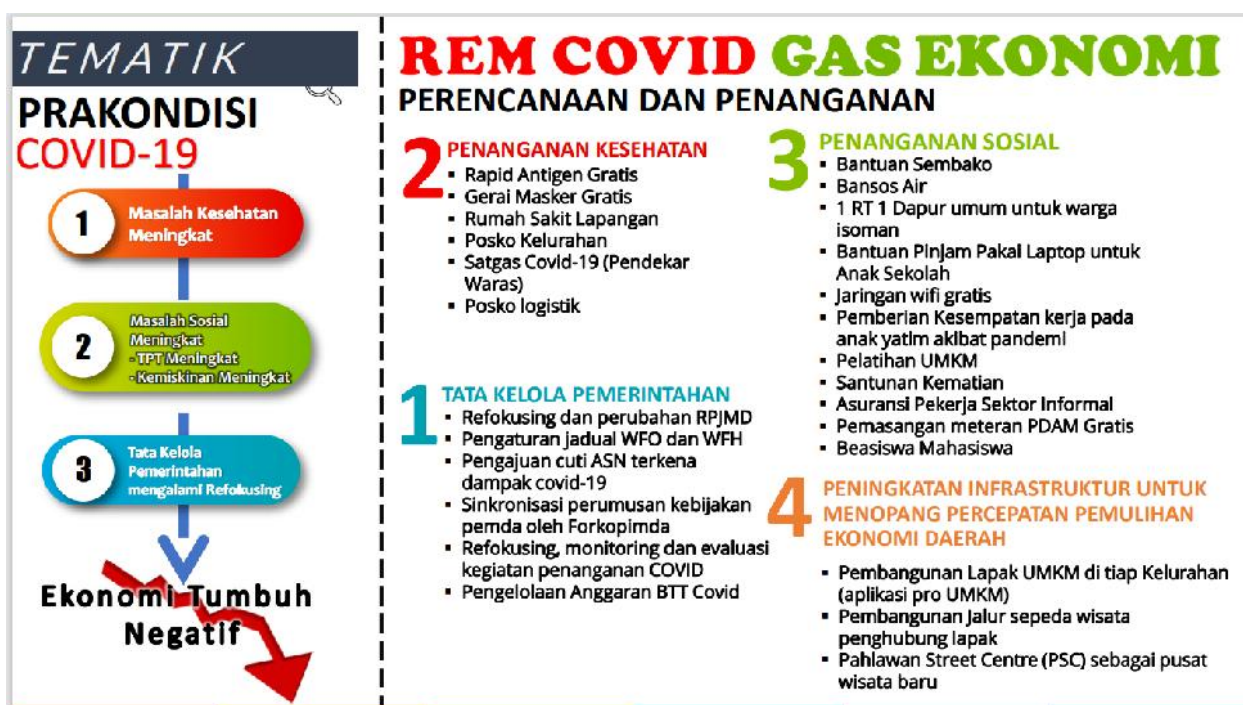 TEMATIK
PRAKONDISI
COVID-19
1
Masalah Kesehatan
Meningkat
2
Masalah Sosial
Meningkat
-TPT Meningkat
-Kemiskinan Meningkat
3
Tata Kelola
Pemerintahan
mengalami Refokusing
Ekonomi Tumbuh
Negatif
REM COVID GAS EKONOMI
PERENCANAAN DAN PENANGANAN
2 PENANGANAN KESEHATAN
▪ Rapid Antigen Gratis
▪ Gerai Masker Gratis
▪ Rumah Sakit Lapangan
▪ Posko Kelurahan
▪ Satgas Covid-19 (Pendekar
Waras)
▪ Posko logistik
1 TATA KELOLA PEMERINTAHAN
▪ Refokusing dan perubahan RPJMD
▪ Pengaturan jadual WFO dan WFH
▪ Pengajuan cuti ASN terkena
dampak covid-19
▪ Sinkronisasi perumusan kebijakan
pemda oleh Forkopimda
▪ Refokusing, monitoring dan evaluasi
kegiatan penanganan COVID
▪ Pengelolaan Anggaran BTT Covid
3 PENANGANAN SOSIAL
▪ Bantuan Sembako
▪ Bansos Air
▪ 1 RT 1 Dapur umum untuk warga
isoman
▪ Bantuan Pinjam Pakai Laptop untuk
Anak Sekolah
▪ Jaringan wifi gratis
▪ Pemberian Kesempatan kerja pada
anak yatim akibat pandemi
▪ Pelatihan UMKM
▪ Santunan Kematian
▪ Asuransi Pekerja Sektor Informal
▪ Pemasangan meteran PDAM Gratis
▪ Beasiswa Mahasiswa
4 PENINGKATAN INFRASTRUKTUR UNTUK
MENOPANG PERCEPATAN PEMULIHAN
EKONOMI DAERAH
▪ Pembangunan Lapak UMKM di tiap Kelurahan
(aplikasi pro UMKM)
▪ Pembangunan Jalur sepeda wisata
penghubung lapak
▪ Pahlawan Street Centre (PSC) sebagai pusat
wisata baru